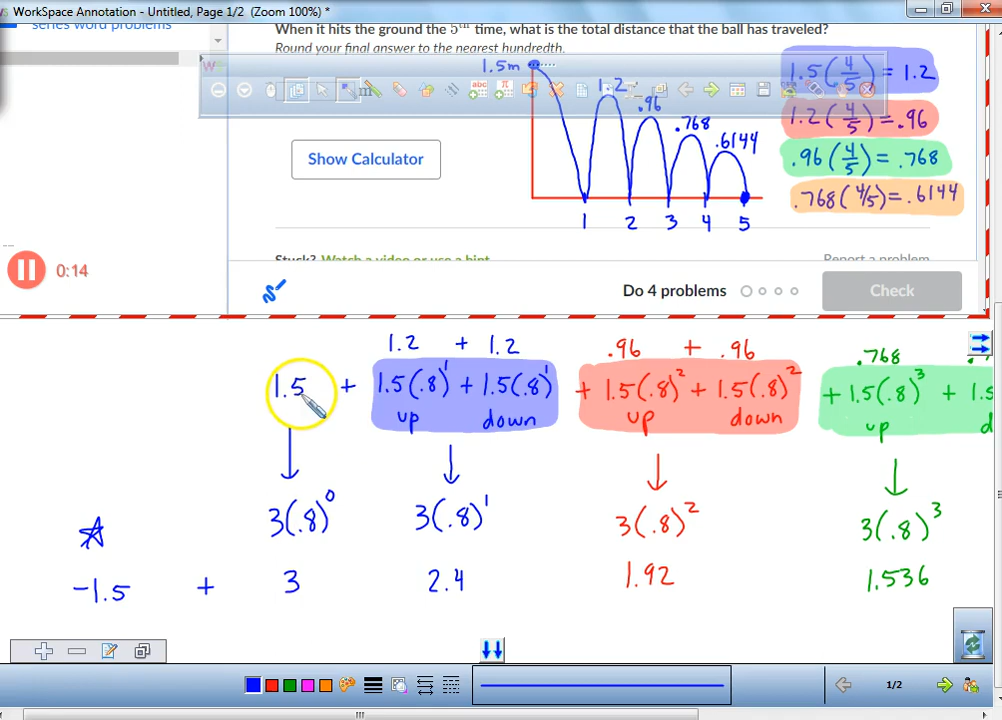 WorkSpace Annotation - Untitled, Page 1/2 (Zoom 100%) *
series word problems
When it hits the ground the 5th time, what is the total distance that the ball has traveled?
Round your final answer to the nearest hundredth.
1.5m
1.2
.96
.768
.6144
1.5(4/5) = 1.2
1.2(4/5) = .96
.96(4/5) = .768
.768(4/5) = .6144
Show Calculator
1 2 3 4 5
Stuck? Watch a video or use a hint.
Report a problem
0:14
Do 4 problems
Check
1.2 + 1.2 .96 + .96 .768
1.5 + 1.5(.8)^1 + 1.5(.8)^1 + 1.5(.8)^2 + 1.5(.8)^2 + 1.5(.8)^3 + 1.5
up down up down up
3(.8)^0 3(.8)^1 3(.8)^2 3(.8)^3
-1.5 + 3 2.4 1.92 1.536
1/2